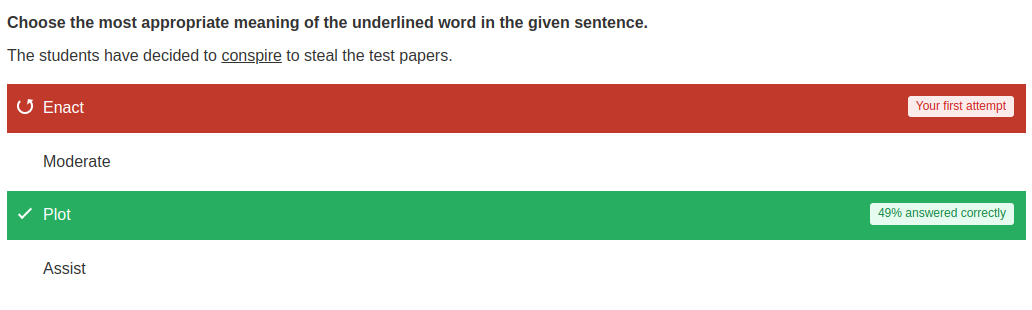 Choose the most appropriate meaning of the underlined word in the given sentence.
The students have decided to conspire to steal the test papers.
Enact Your first attempt
Moderate
Plot 49% answered correctly
Assist